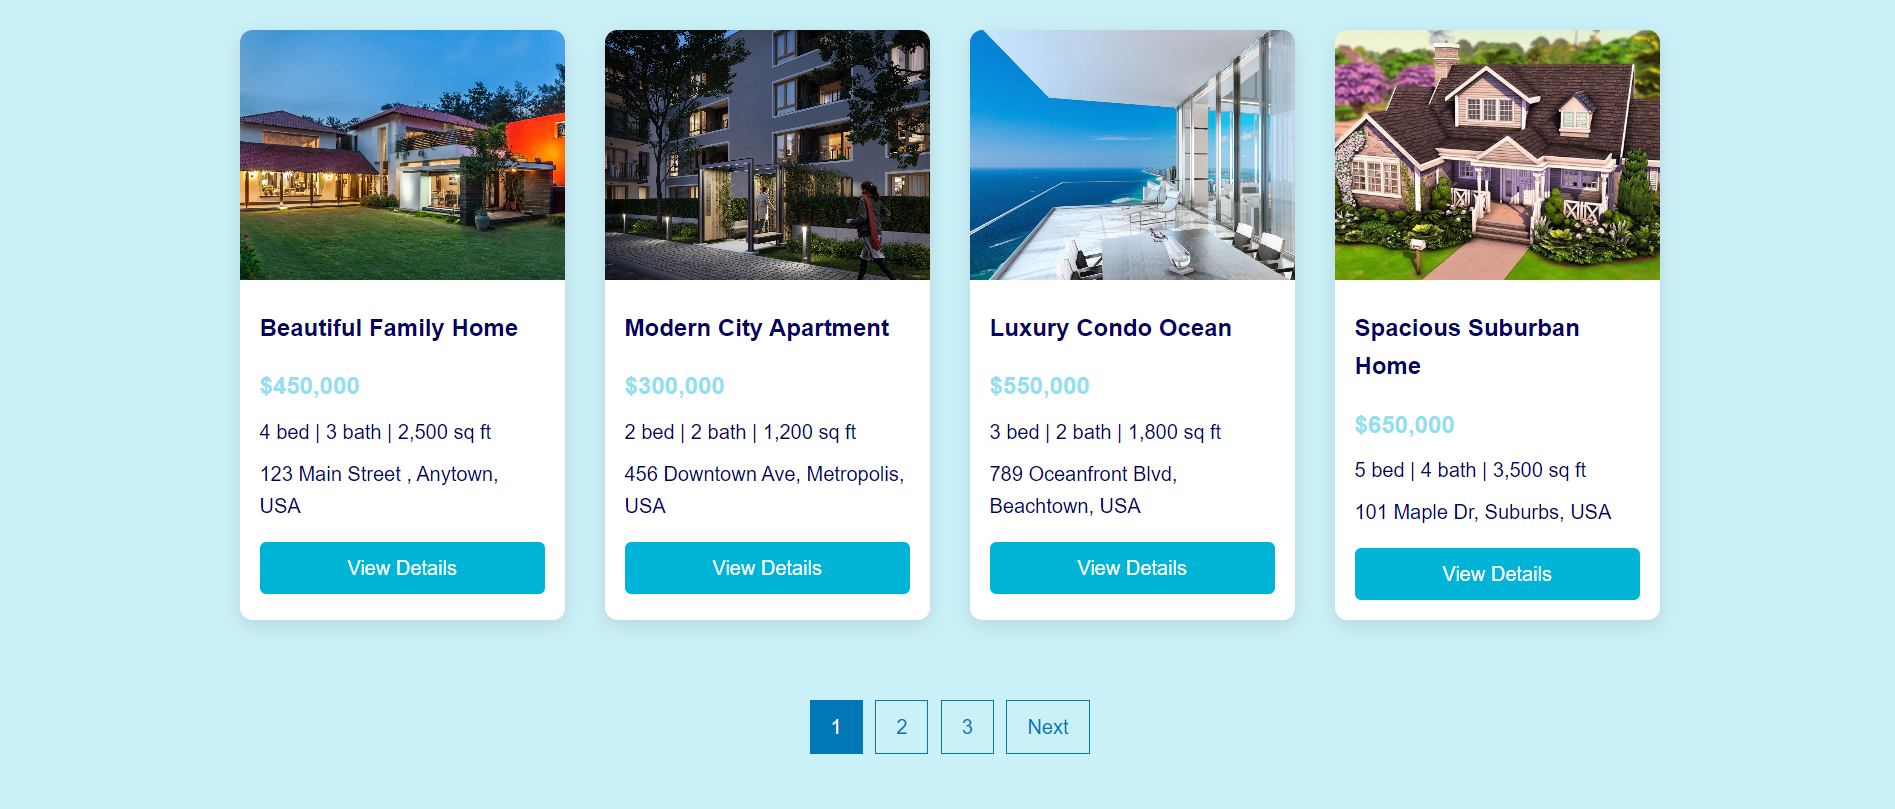 Beautiful Family Home
$450,000
4 bed | 3 bath | 2,500 sq ft
123 Main Street , Anytown,
USA
View Details
Modern City Apartment
$300,000
2 bed | 2 bath | 1,200 sq ft
456 Downtown Ave, Metropolis,
USA
View Details
Luxury Condo Ocean
$550,000
3 bed | 2 bath | 1,800 sq ft
789 Oceanfront Blvd,
Beachtown, USA
View Details
Spacious Suburban
Home
$650,000
5 bed | 4 bath | 3,500 sq ft
101 Maple Dr, Suburbs, USA
View Details
1 2 3 Next